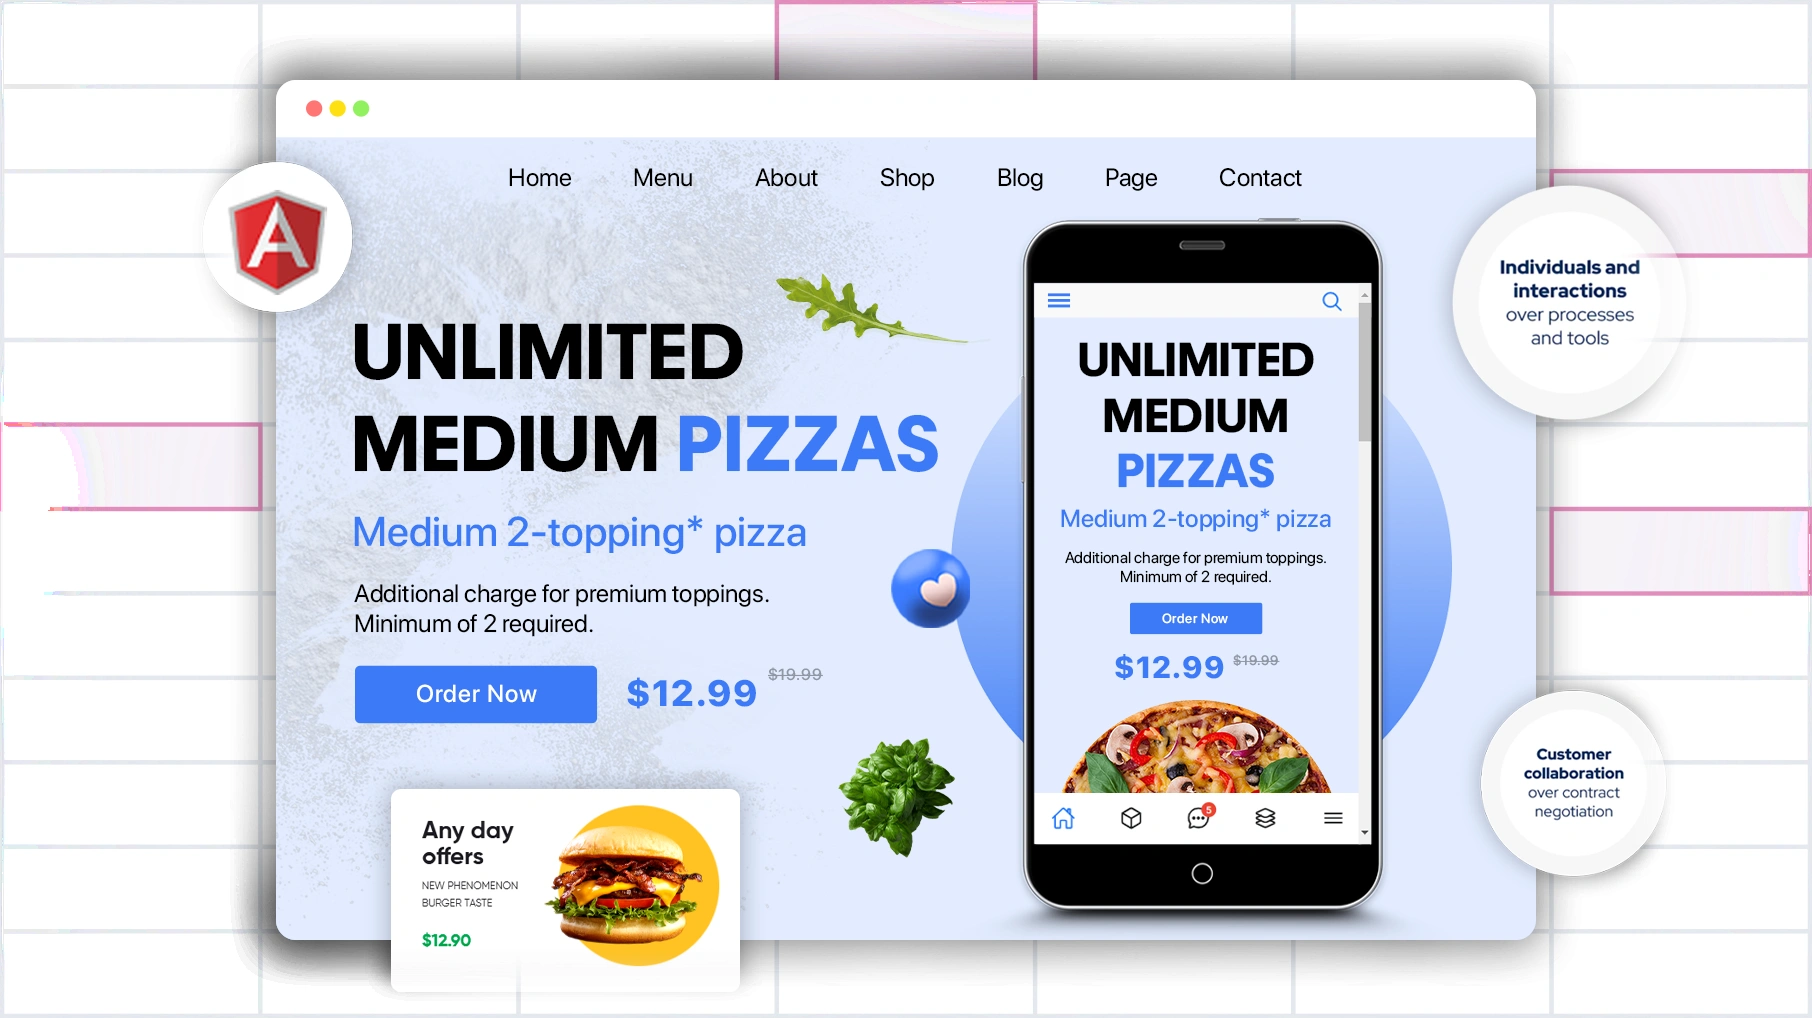 Home Menu About Shop Blog Page Contact
UNLIMITED
MEDIUM PIZZAS
Medium 2-topping* pizza
Additional charge for premium toppings.
Minimum of 2 required.
Order Now $12.99 $19.99
Any day
offers
NEW PHENOMENON
BURGER TASTE
$12.90
UNLIMITED
MEDIUM
PIZZAS
Medium 2-topping* pizza
Additional charge for premium toppings.
Minimum of 2 required.
Order Now
$12.99 $19.99
5
Individuals and
interactions
over processes
and tools
Customer
collaboration
over contract
negotiation
A